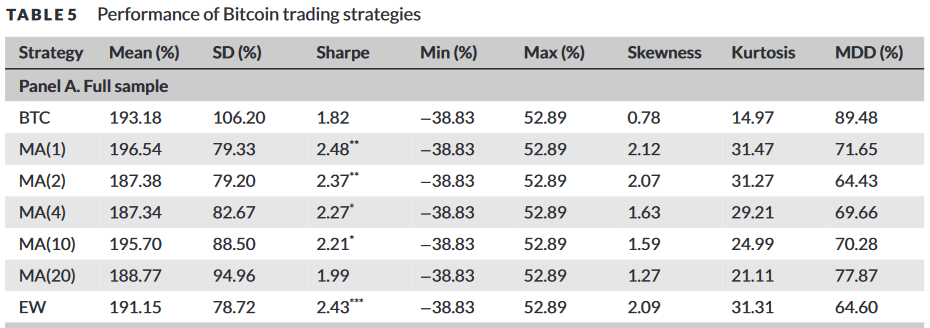 TABLE 5 Performance of Bitcoin trading strategies
Strategy Mean (%) SD (%) Sharpe Min (%) Max (%) Skewness Kurtosis MDD (%)
Panel A. Full sample
BTC 193.18 106.20 1.82 −38.83 52.89 0.78 14.97 89.48
MA(1) 196.54 79.33 2.48** −38.83 52.89 2.12 31.47 71.65
MA(2) 187.38 79.20 2.37** −38.83 52.89 2.07 31.27 64.43
MA(4) 187.34 82.67 2.27* −38.83 52.89 1.63 29.21 69.66
MA(10) 195.70 88.50 2.21* −38.83 52.89 1.59 24.99 70.28
MA(20) 188.77 94.96 1.99 −38.83 52.89 1.27 21.11 77.87
EW 191.15 78.72 2.43*** −38.83 52.89 2.09 31.31 64.60